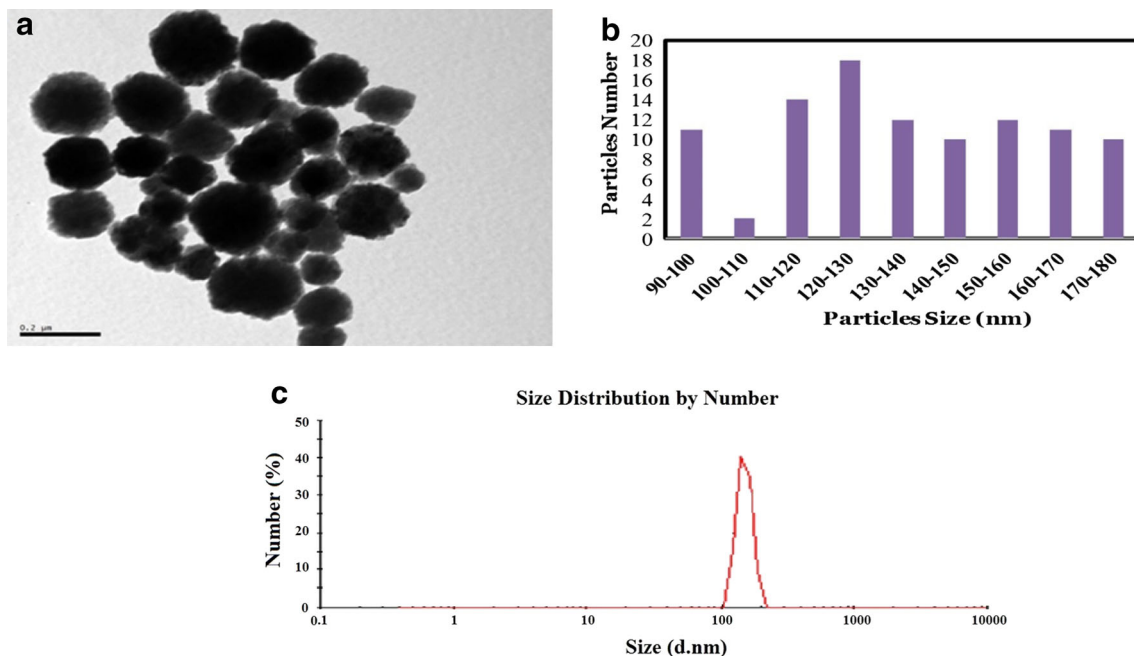 a
0.2 µm
b
Particles Number
20
18
16
14
12
10
8
6
4
2
0
90-100
100-110
110-120
120-130
130-140
140-150
150-160
160-170
170-180
Particles Size (nm)
c
Size Distribution by Number
Number (%)
50
40
30
20
10
0
0.1 1 10 100 1000 10000
Size (d.nm)